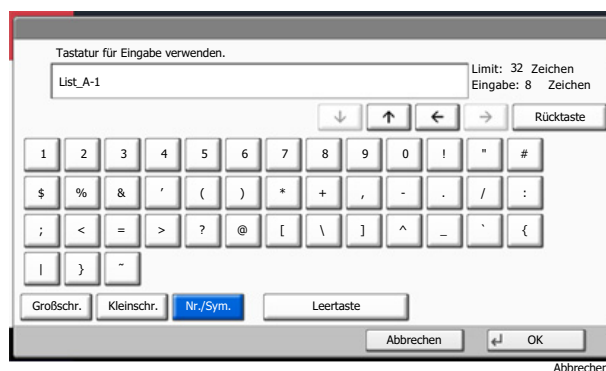 Tastatur für Eingabe verwenden.
List_A-1
Limit: 32 Zeichen
Eingabe: 8 Zeichen
↓ ↑ ← → Rücktaste
1 2 3 4 5 6 7 8 9 0 ! " #
$ % & ' ( ) * + , - . / :
; < = > ? @ [ \ ] ^ _ ` {
| } ~
Großschr. Kleinschr. Nr./Sym. Leertaste
Abbrechen OK
Abbrechen